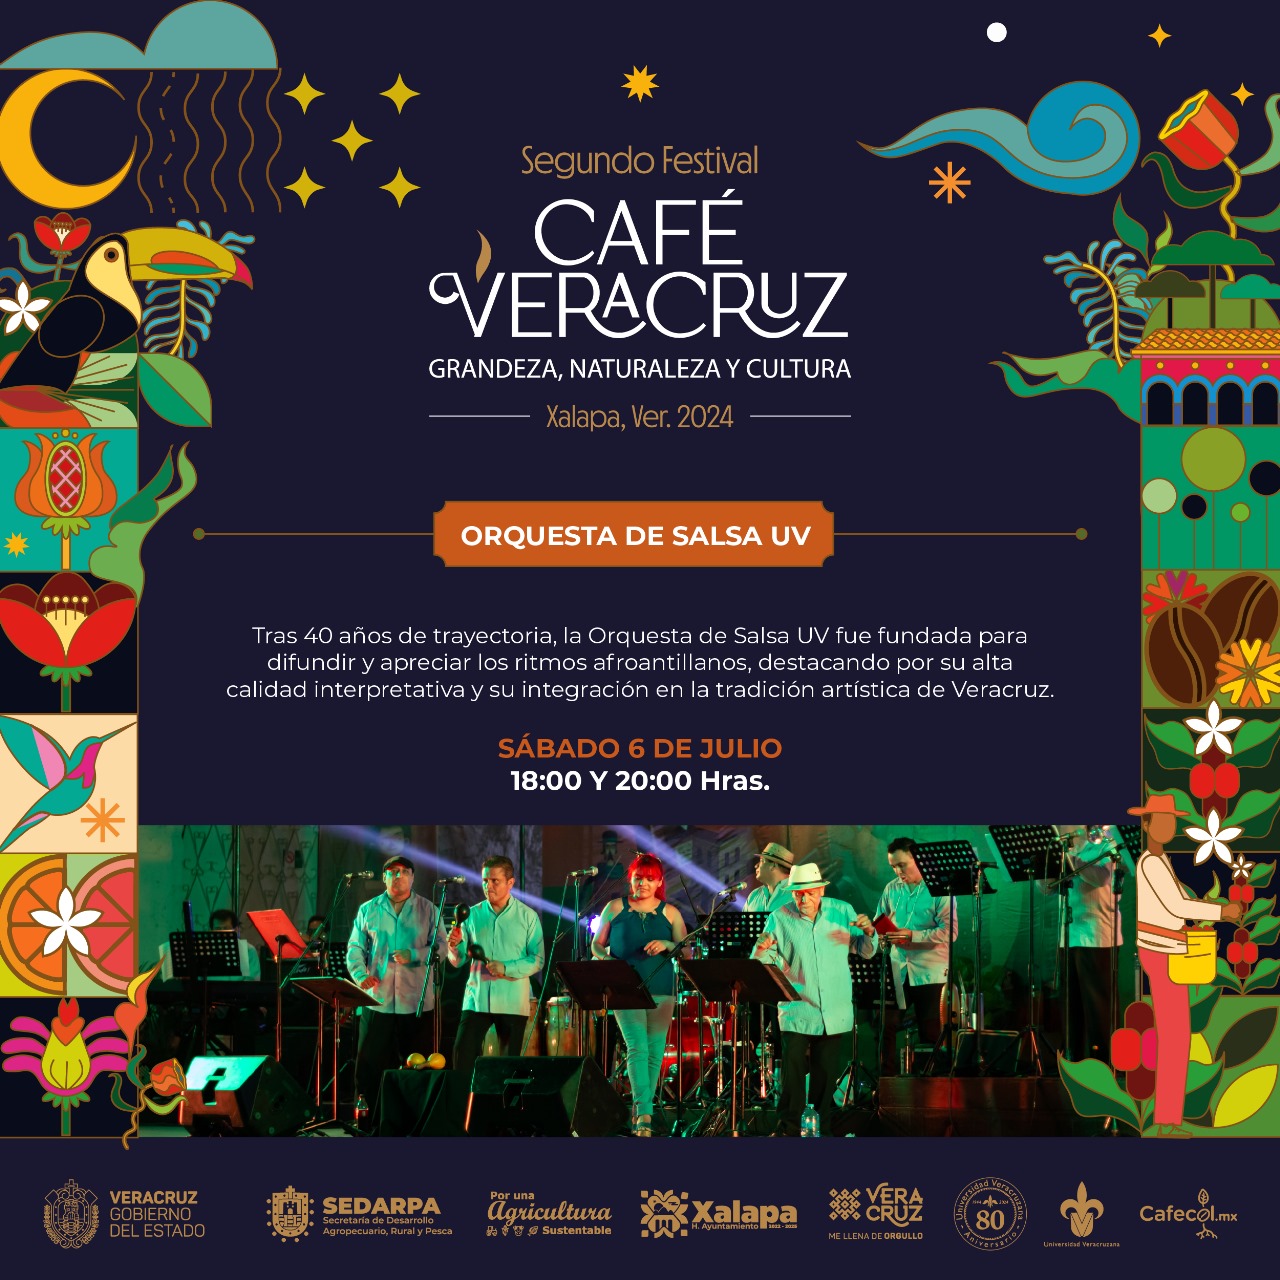 Segundo Festival
CAFÉ
VERACRUZ
GRANDEZA, NATURALEZA Y CULTURA
Xalapa, Ver. 2024
ORQUESTA DE SALSA UV
Tras 40 años de trayectoria, la Orquesta de Salsa UV fue fundada para
difundir y apreciar los ritmos afroantillanos, destacando por su alta
calidad interpretativa y su integración en la tradición artística de Veracruz.
SÁBADO 6 DE JULIO
18:00 Y 20:00 Hras.
VERACRUZ
GOBIERNO
DEL ESTADO
SEDARPA
Secretaría de Desarrollo
Agropecuario, Rural y Pesca
Por una
Agricultura
Sustentable
Xalapa
H. Ayuntamiento 2022 - 2025
VERA
CRUZ
ME LLENA DE ORGULLO
Universidad Veracruzana
1944 2024
80
Aniversario
Universidad Veracruzana
Cafecol.mx